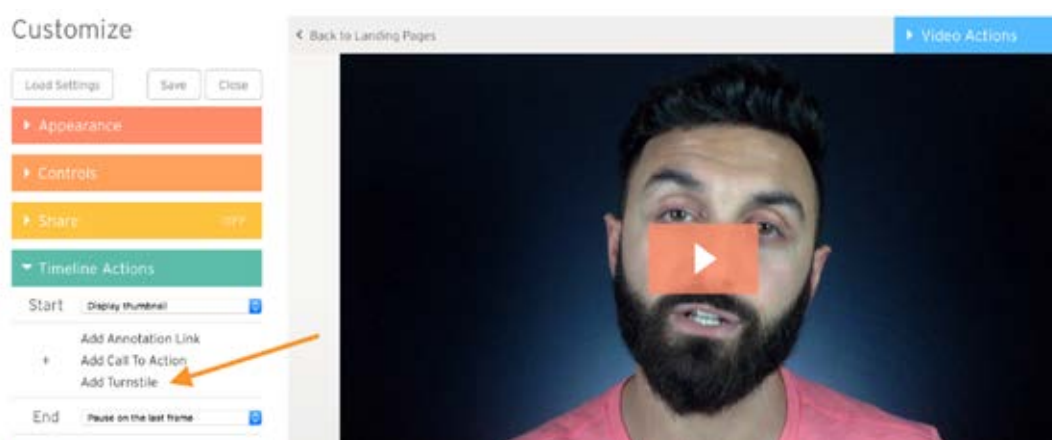 Customize
Back to Landing Pages
Video Actions
Load Settings
Save
Close
Appearance
Controls
Share
OFF
Timeline Actions
Start
Display thumbnail
Add Annotation Link
+
Add Call To Action
Add Turnstile
End
Pause on the last frame